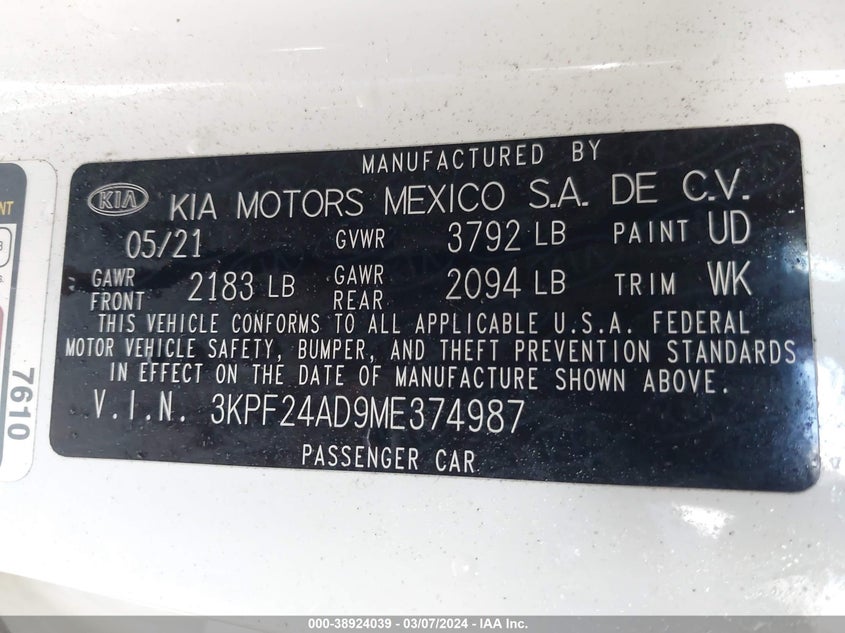 MANUFACTURED BY
KIA KIA MOTORS MEXICO S.A. DE C.V.
05/21 GVWR 3792 LB PAINT UD
GAWR FRONT 2183 LB GAWR REAR 2094 LB TRIM WK
THIS VEHICLE CONFORMS TO ALL APPLICABLE U.S.A. FEDERAL
MOTOR VEHICLE SAFETY, BUMPER, AND THEFT PREVENTION STANDARDS
IN EFFECT ON THE DATE OF MANUFACTURE SHOWN ABOVE.
V.I.N. 3KPF24AD9ME374987
PASSENGER CAR
7610
000-38924039 - 03/07/2024 - IAA Inc.